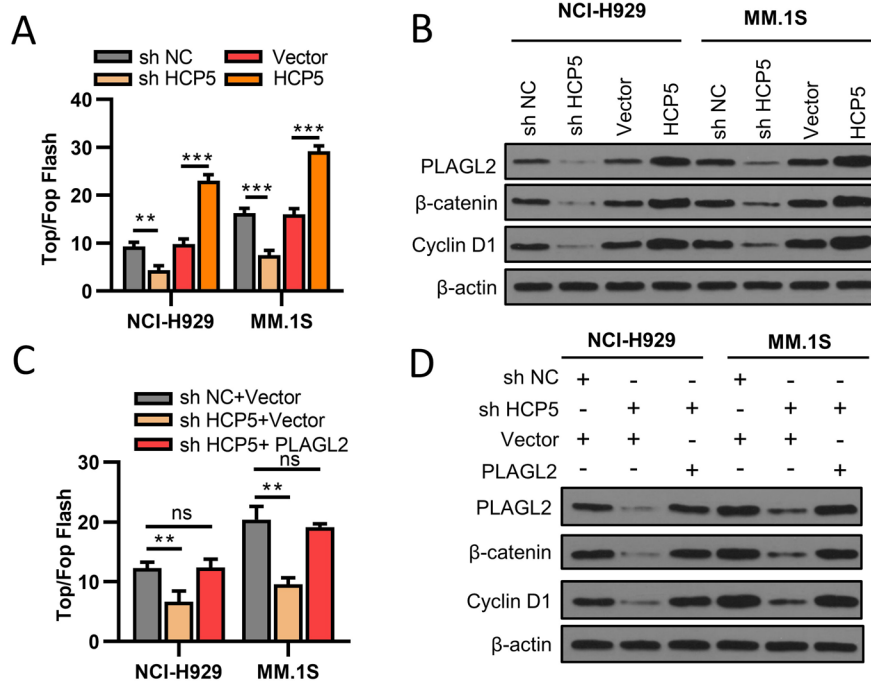 A
sh NC Vector
sh HCP5 HCP5
Top/Fop Flash
40
30
20
10
0
** *** *** ***
NCI-H929 MM.1S
B
NCI-H929 MM.1S
sh NC sh HCP5 Vector HCP5 sh NC sh HCP5 Vector HCP5
PLAGL2
β-catenin
Cyclin D1
β-actin
C
sh NC+Vector
sh HCP5+Vector
sh HCP5+ PLAGL2
Top/Fop Flash
30
20
10
0
ns ** ns **
NCI-H929 MM.1S
D
NCI-H929 MM.1S
sh NC + - - + - -
sh HCP5 - + + - + +
Vector + + - + + -
PLAGL2 - - + - - +
PLAGL2
β-catenin
Cyclin D1
β-actin